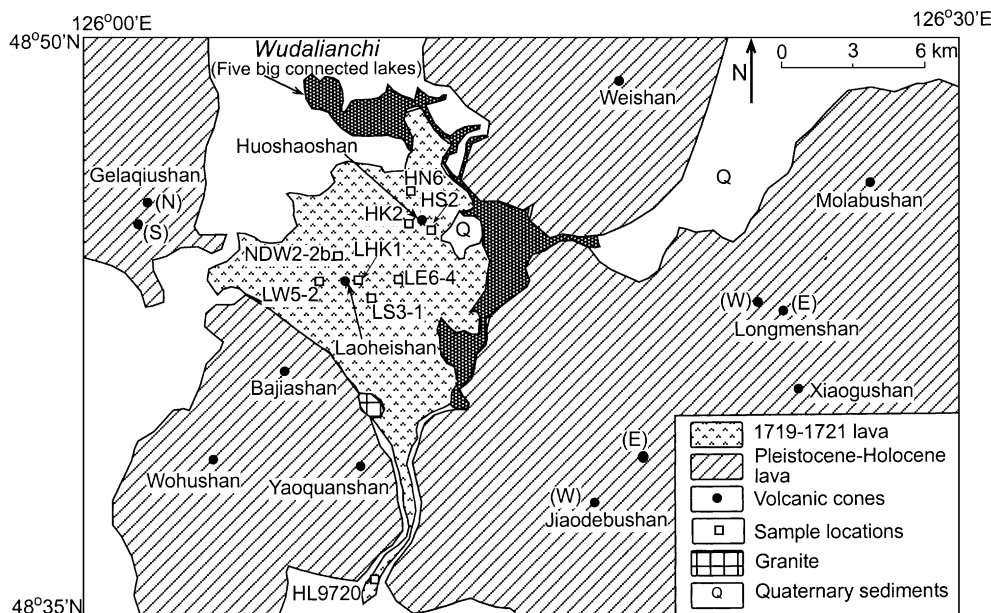 126°00'E
126°30'E
48°50'N
Wudalianchi
(Five big connected lakes)
0 3 6 km
N
Weishan
Huoshaoshan
Gelaqiushan
(N)
(S)
HN6
HS2
HK2
Q
Q
Molabushan
NDW2-2b
LHK1
LE6-4
LW5-2
LS3-1
(W)
(E)
Longmenshan
Laoheishan
Bajiashan
Xiaogushan
Wohushan
Yaoquanshan
(E)
(W)
Jiaodebushan
1719-1721 lava
Pleistocene-Holocene
lava
Volcanic cones
Sample locations
Granite
Q Quaternary sediments
HL9720
48°35'N